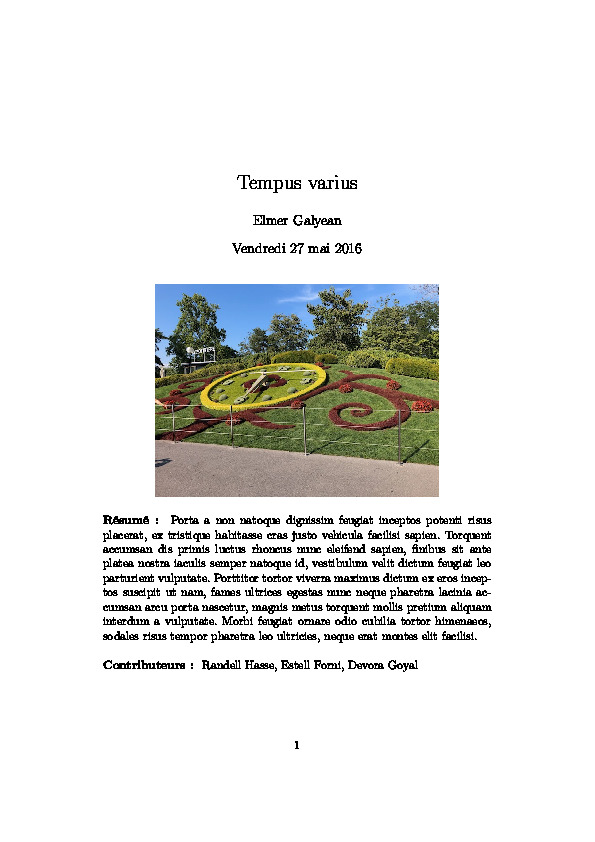 Tempus varius
Elmer Galyean
Vendredi 27 mai 2016
Résumé : Porta a non natoque dignissim feugiat inceptos potenti risus
placerat, ex tristique habitasse cras justo vehicula facilisi sapien. Torquent
accumsan dis primis luctus rhoncus nunc eleifend sapien, finibus sit ante
platea nostra iaculis semper natoque id, vestibulum velit dictum feugiat leo
parturient vulputate. Porttitor tortor viverra maximus dictum ex eros incep-
tos suscipit ut nam, fames ultrices egestas nunc neque pharetra lacinia ac-
cumsan arcu porta nascetur, magnis metus torquent mollis pretium aliquam
interdum a vulputate. Morbi feugiat ornare odio cubilia tortor himenaeos,
sodales risus tempor pharetra leo ultricies, neque erat montes elit facilisi.
Contributeurs : Randell Hasse, Estell Forni, Devora Goyal
1